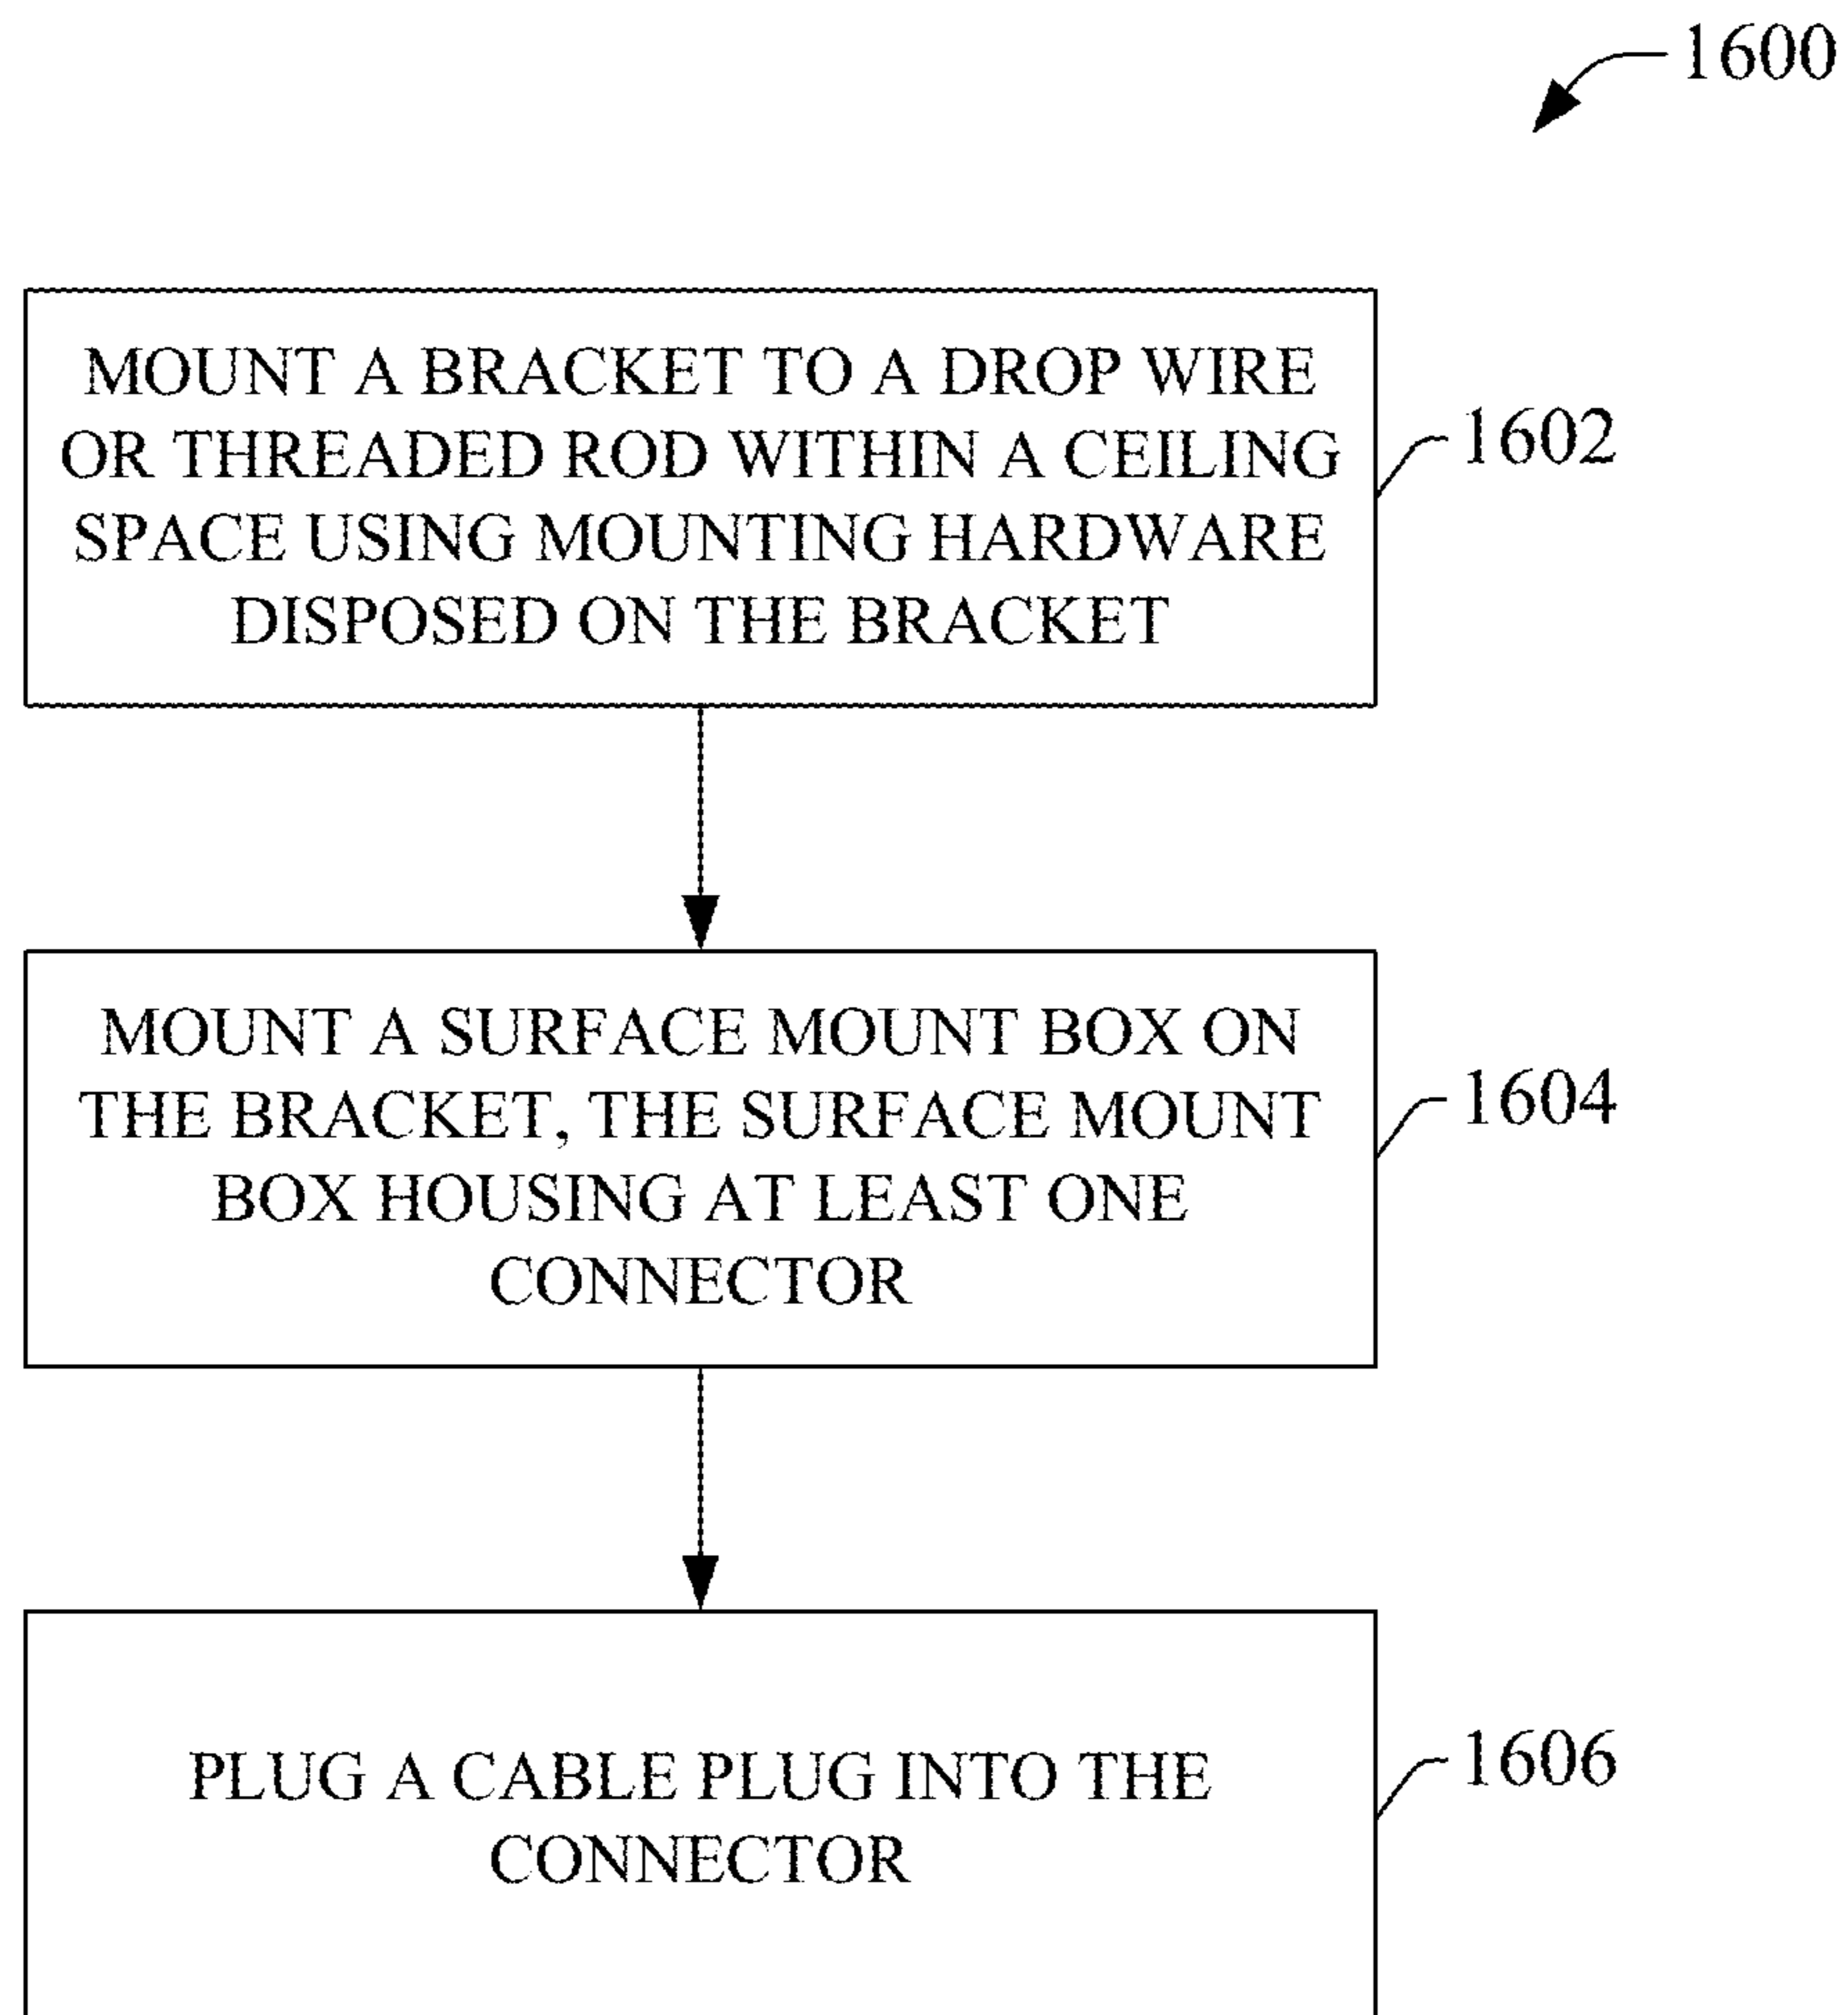 1600
MOUNT A BRACKET TO A DROP WIRE
OR THREADED ROD WITHIN A CEILING
SPACE USING MOUNTING HARDWARE
DISPOSED ON THE BRACKET
1602
MOUNT A SURFACE MOUNT BOX ON
THE BRACKET, THE SURFACE MOUNT
BOX HOUSING AT LEAST ONE
CONNECTOR
1604
PLUG A CABLE PLUG INTO THE
CONNECTOR
1606